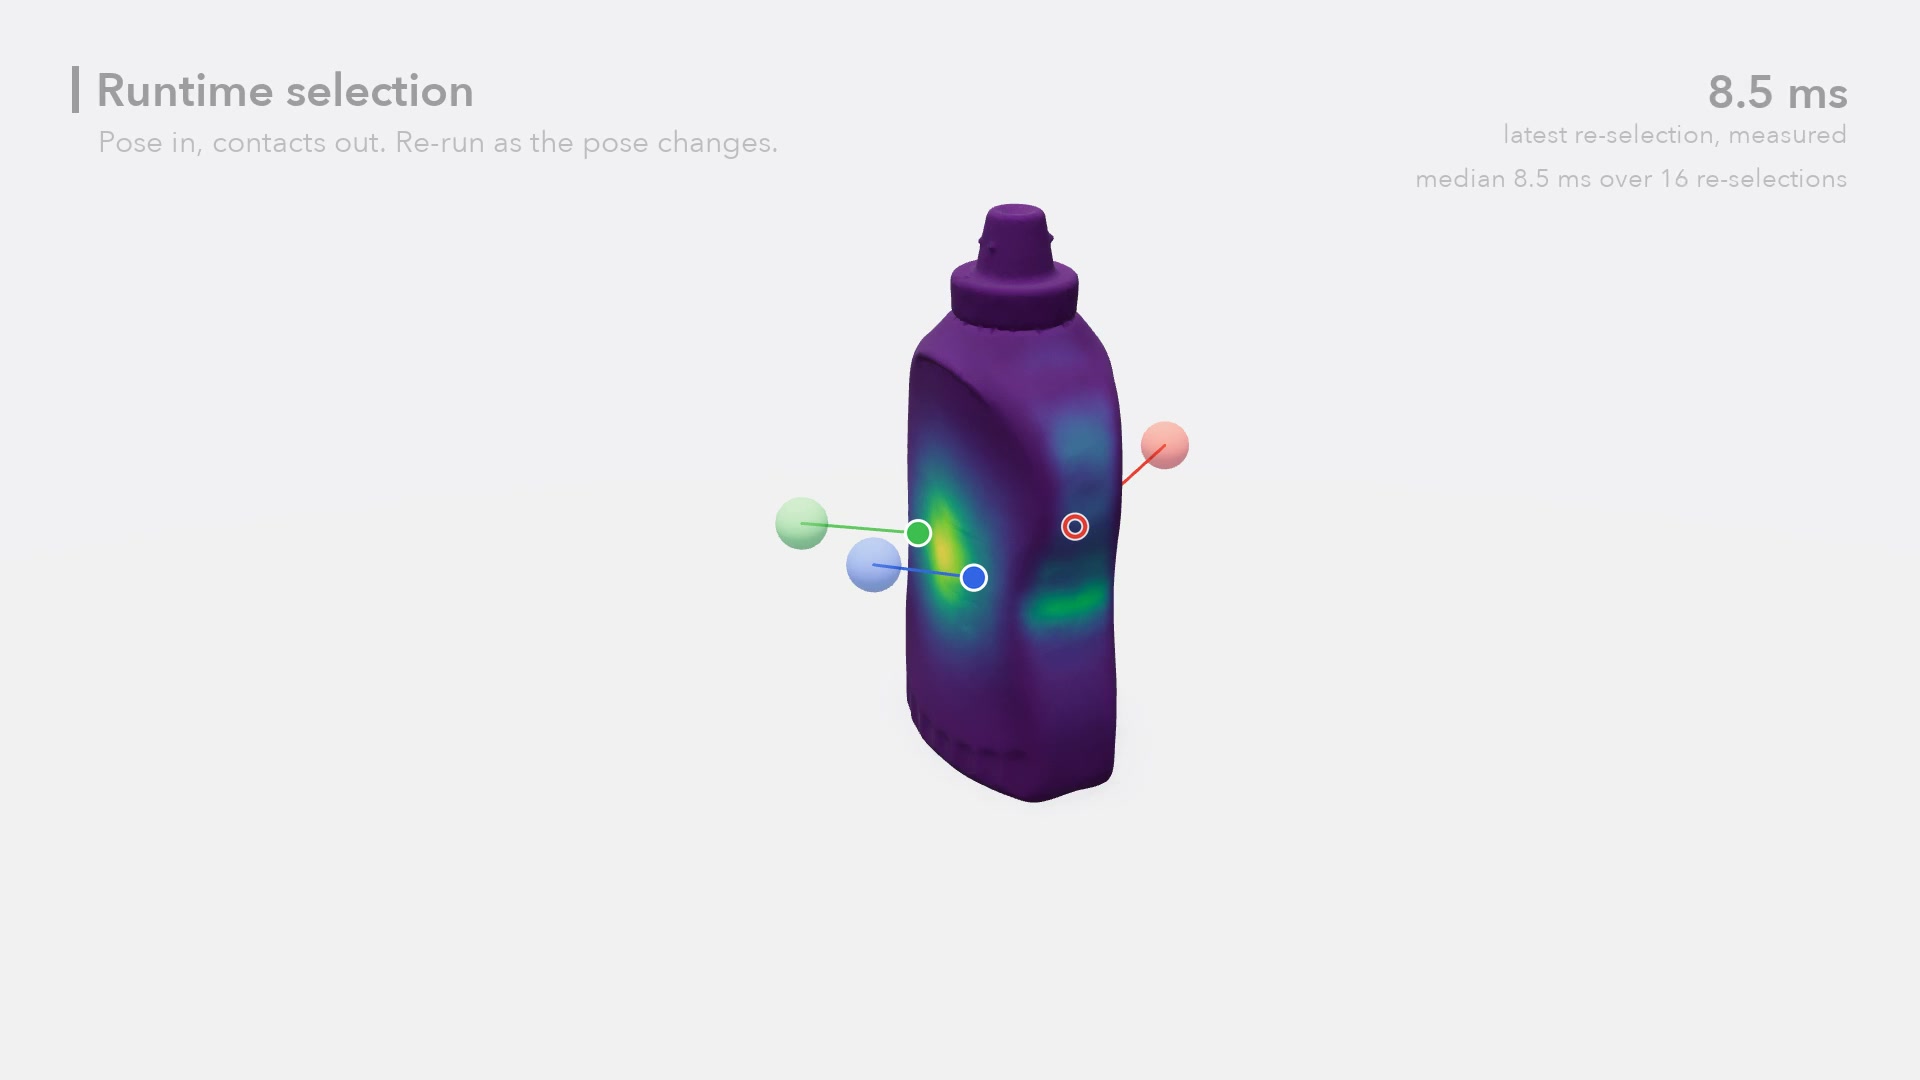 Runtime selection
Pose in, contacts out. Re-run as the pose changes.
8.5 ms
latest re-selection, measured
median 8.5 ms over 16 re-selections